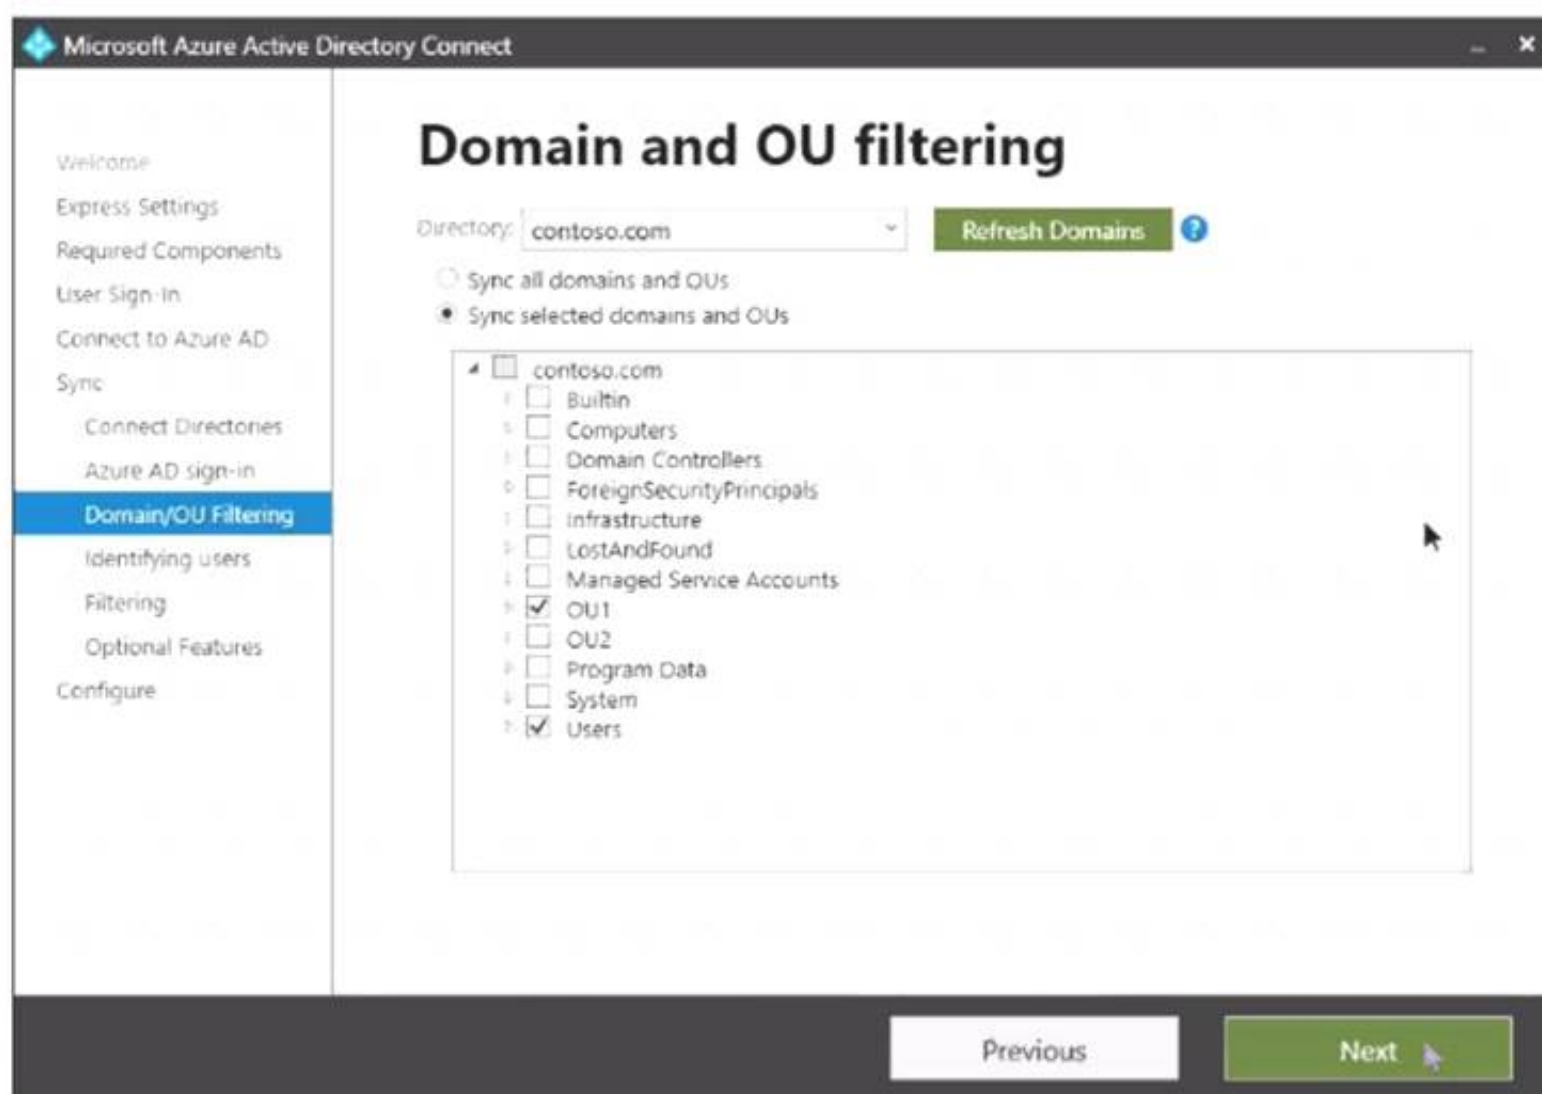 Microsoft Azure Active Directory Connect
Welcome
Express Settings
Required Components
User Sign-In
Connect to Azure AD
Sync
Connect Directories
Azure AD sign-in
Domain/OU Filtering
Identifying users
Filtering
Optional Features
Configure
Domain and OU filtering
Directory: contoso.com Refresh Domains ?
Sync all domains and OUs
Sync selected domains and OUs
contoso.com
Builtin
Computers
Domain Controllers
ForeignSecurityPrincipals
Infrastructure
LostAndFound
Managed Service Accounts
OU1
OU2
Program Data
System
Users
Previous Next